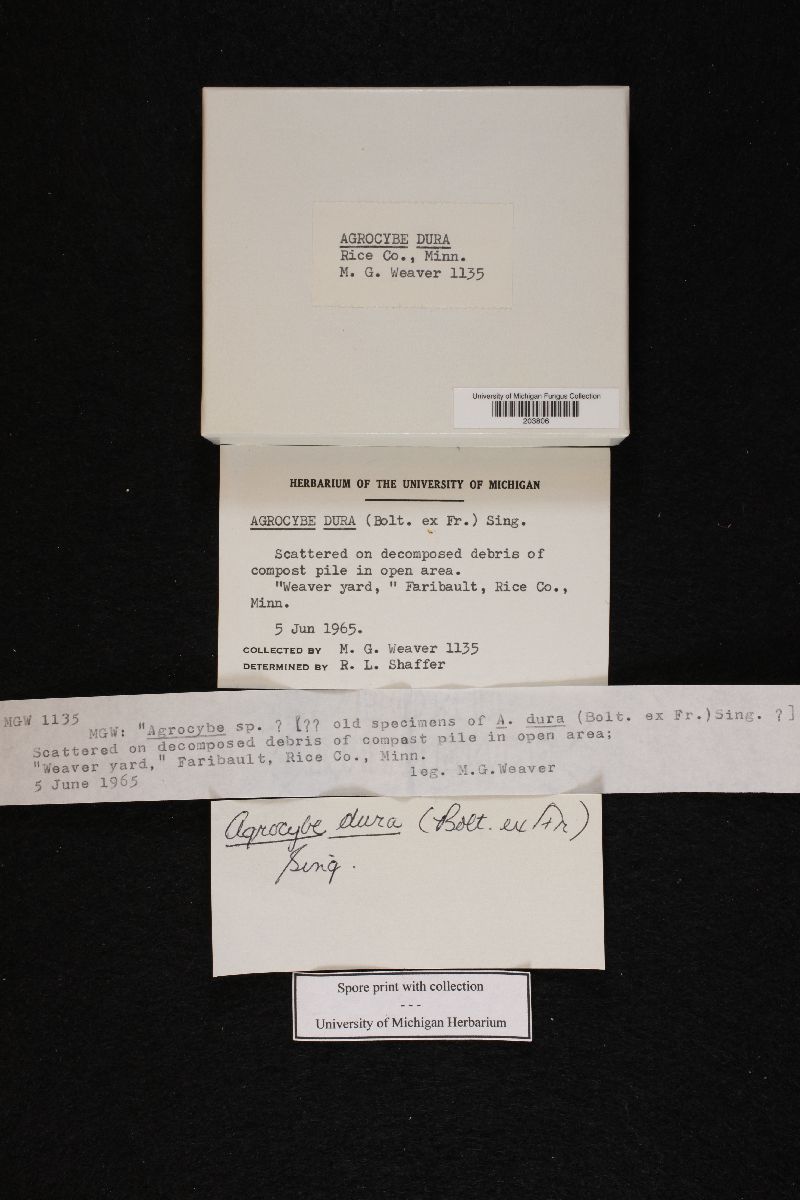 AGROCYBE DURA
Rice Co., Minn.
M. G. Weaver 1135
University of Michigan Fungus Collection
203806
HERBARIUM OF THE UNIVERSITY OF MICHIGAN
AGROCYBE DURA (Bolt. ex Fr.) Sing.
Scattered on decomposed debris of
compost pile in open area.
"Weaver yard, " Faribault, Rice Co.,
Minn.
5 Jun 1965.
COLLECTED BY M. G. Weaver 1135
DETERMINED BY R. L. Shaffer
MGW 1135
MGW: "Agrocybe sp. ? [?? old specimens of A. dura (Bolt. ex Fr.)Sing. ?]
Scattered on decomposed debris of compast pile in open area;
"Weaver yard," Faribault, Rice Co., Minn.
5 June 1965 leg. M.G.Weaver
Agrocybe dura (Bolt. ex Fr)
Sing.
Spore print with collection
---
University of Michigan Herbarium